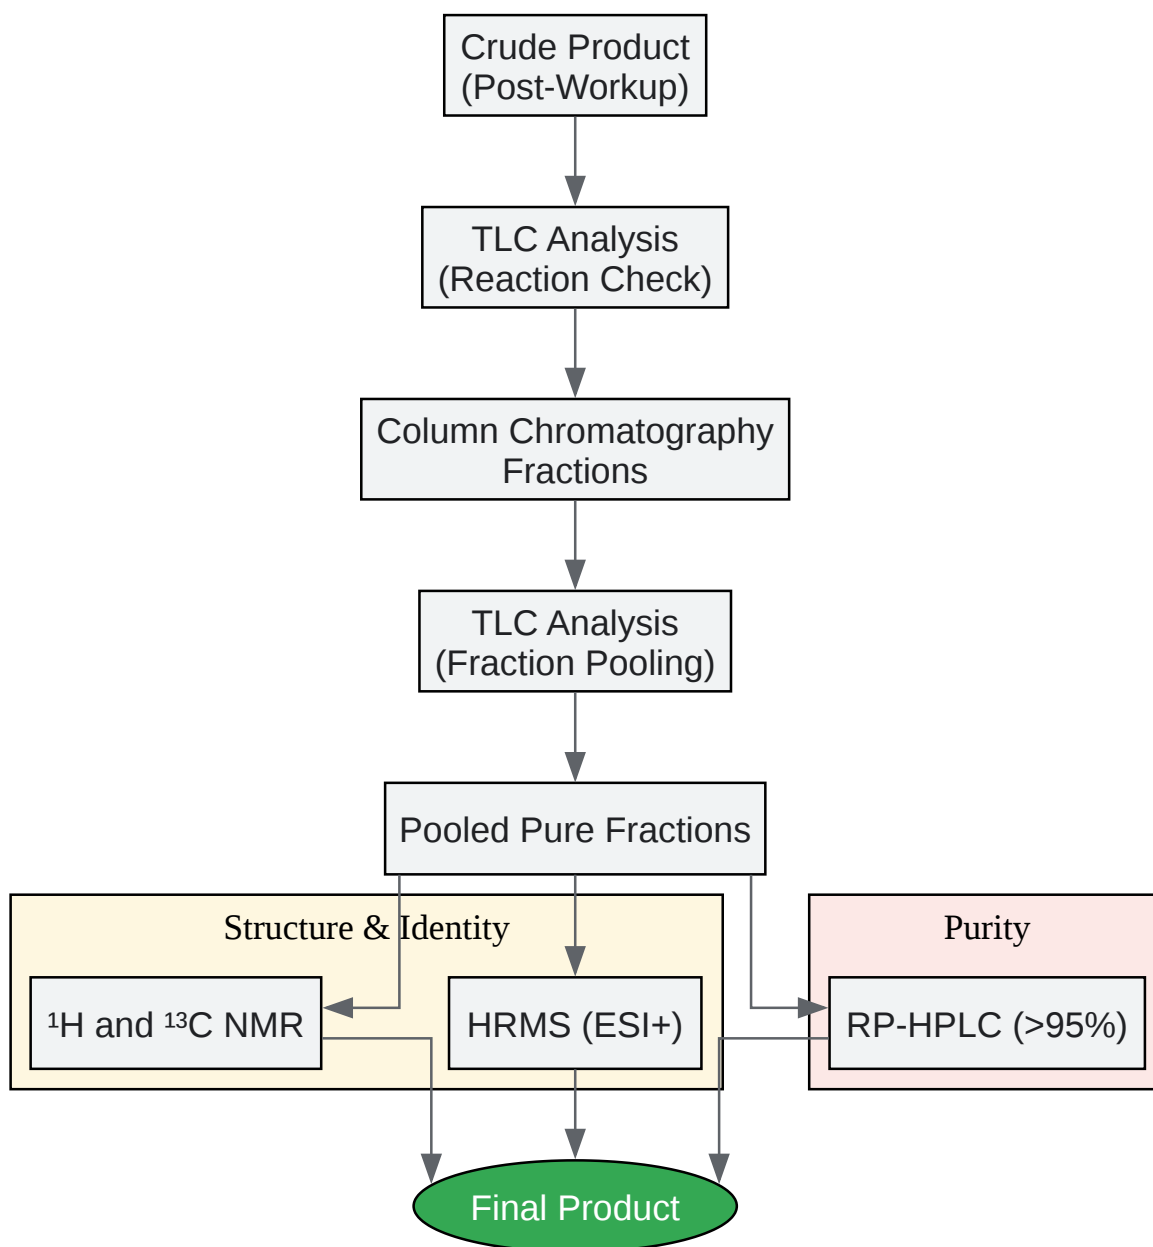 Crude Product
(Post-Workup)
TLC Analysis
(Reaction Check)
Column Chromatography
Fractions
TLC Analysis
(Fraction Pooling)
Pooled Pure Fractions
Structure & Identity
Purity
¹H and ¹³C NMR
HRMS (ESI+)
RP-HPLC (>95%)
Final Product